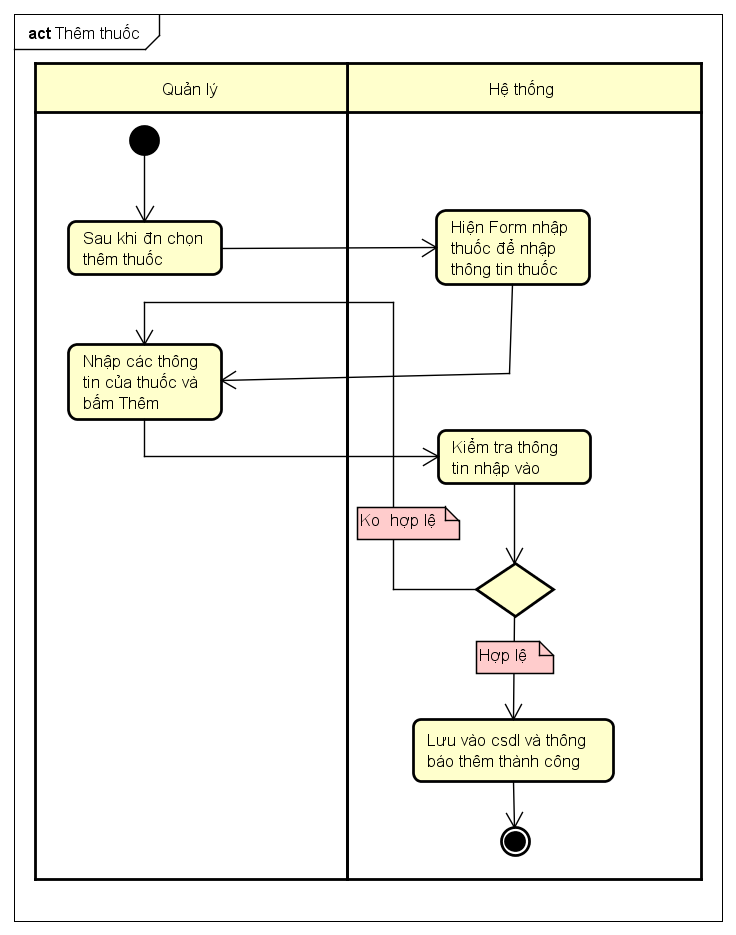 act Thêm thuốc
Quản lý
Hệ thống
Sau khi đn chọn
thêm thuốc
Hiện Form nhập
thuốc để nhập
thông tin thuốc
Nhập các thông
tin của thuốc và
bấm Thêm
Kiểm tra thông
tin nhập vào
Ko hợp lệ
Hợp lệ
Lưu vào csdl và thông
báo thêm thành công